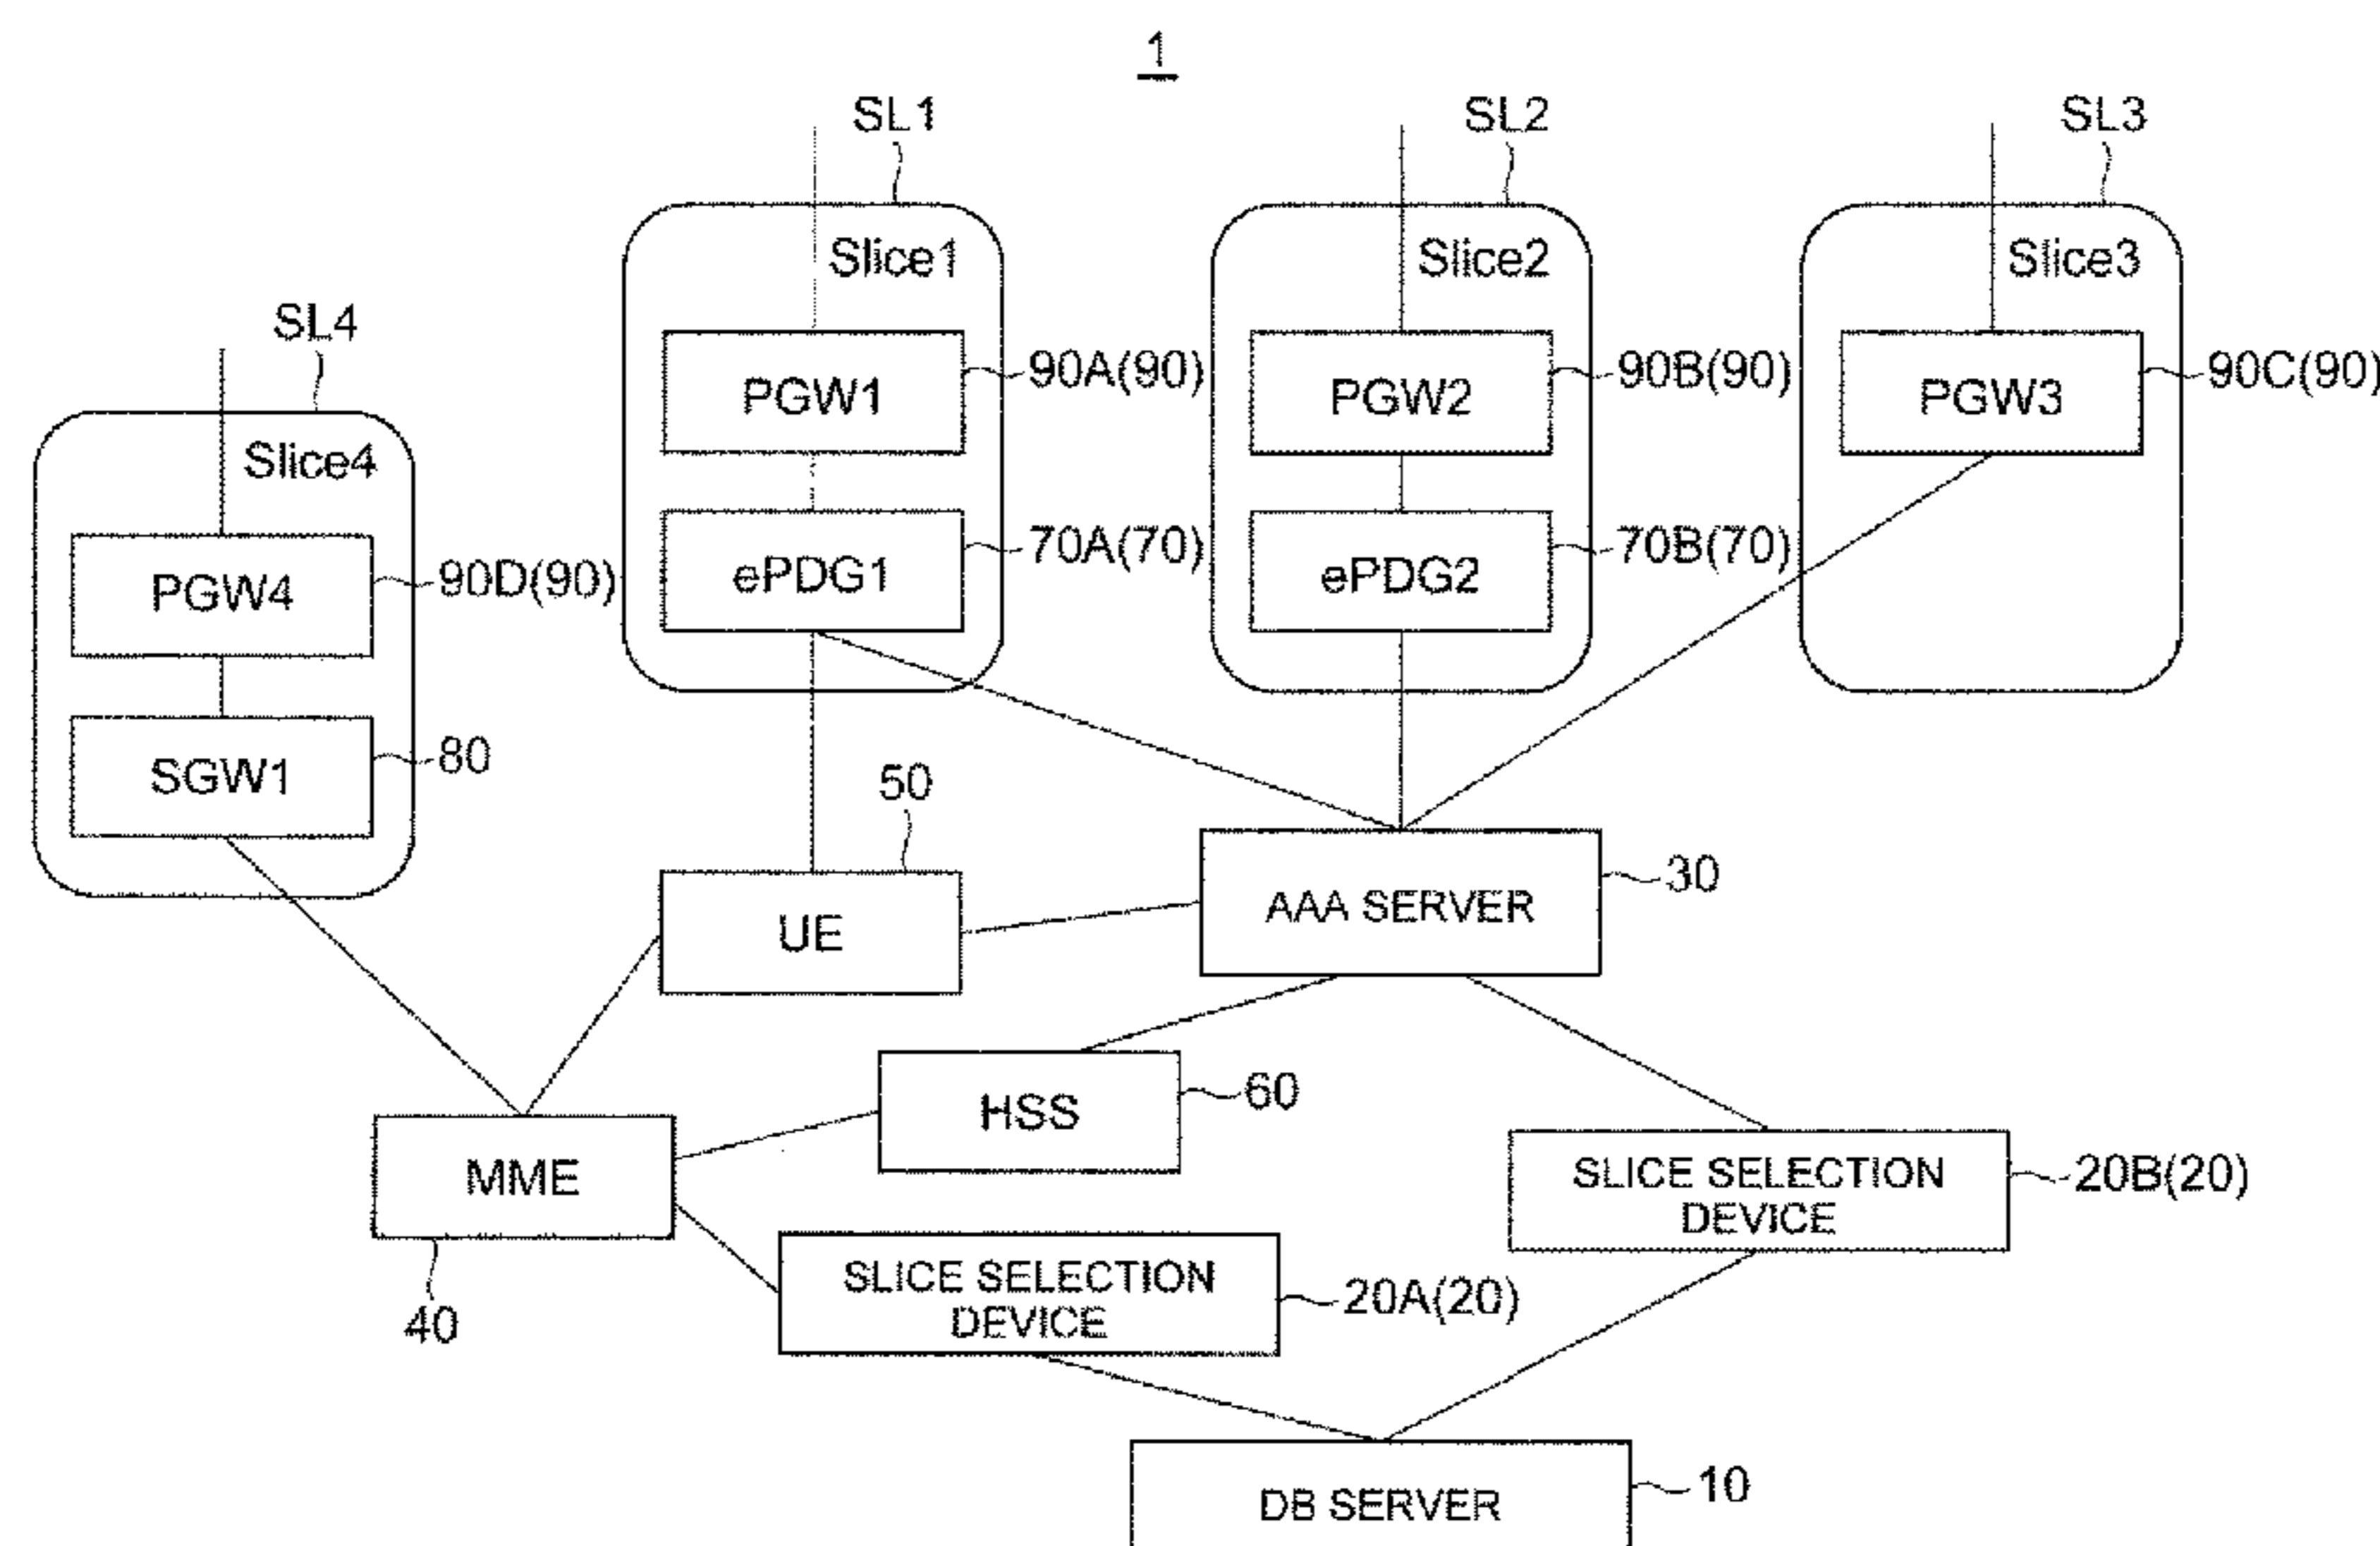 1
SL1
SL2
SL3
Slice1
Slice2
Slice3
SL4
PGW1
90A(90)
PGW2
90B(90)
PGW3
90C(90)
Slice4
PGW4
90D(90)
ePDG1
70A(70)
ePDG2
70B(70)
SGW1
80
50
UE
AAA SERVER
30
HSS
60
MME
40
SLICE SELECTION
DEVICE
20B(20)
SLICE SELECTION
DEVICE
20A(20)
DB SERVER
10